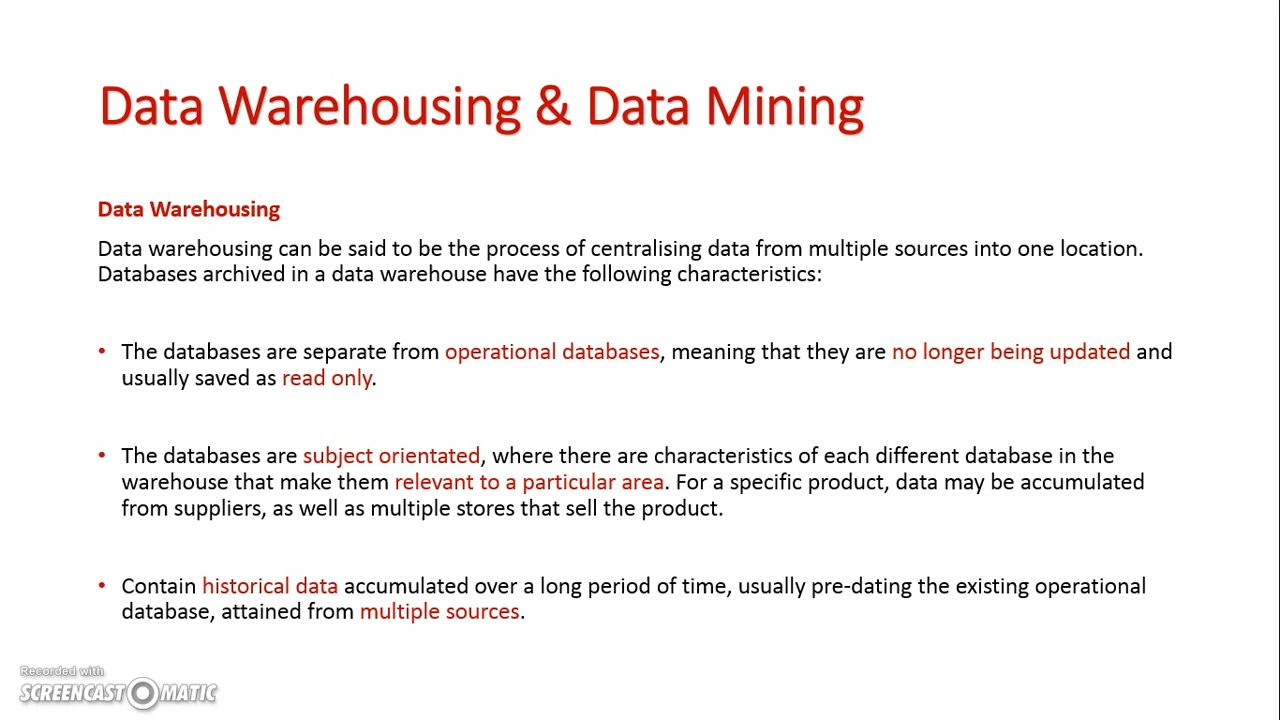 Data Warehousing & Data Mining
Data Warehousing
Data warehousing can be said to be the process of centralising data from multiple sources into one location.
Databases archived in a data warehouse have the following characteristics:
• The databases are separate from operational databases, meaning that they are no longer being updated and
usually saved as read only.
• The databases are subject orientated, where there are characteristics of each different database in the
warehouse that make them relevant to a particular area. For a specific product, data may be accumulated
from suppliers, as well as multiple stores that sell the product.
• Contain historical data accumulated over a long period of time, usually pre-dating the existing operational
database, attained from multiple sources.
Recorded with
SCREENCAST MATIC